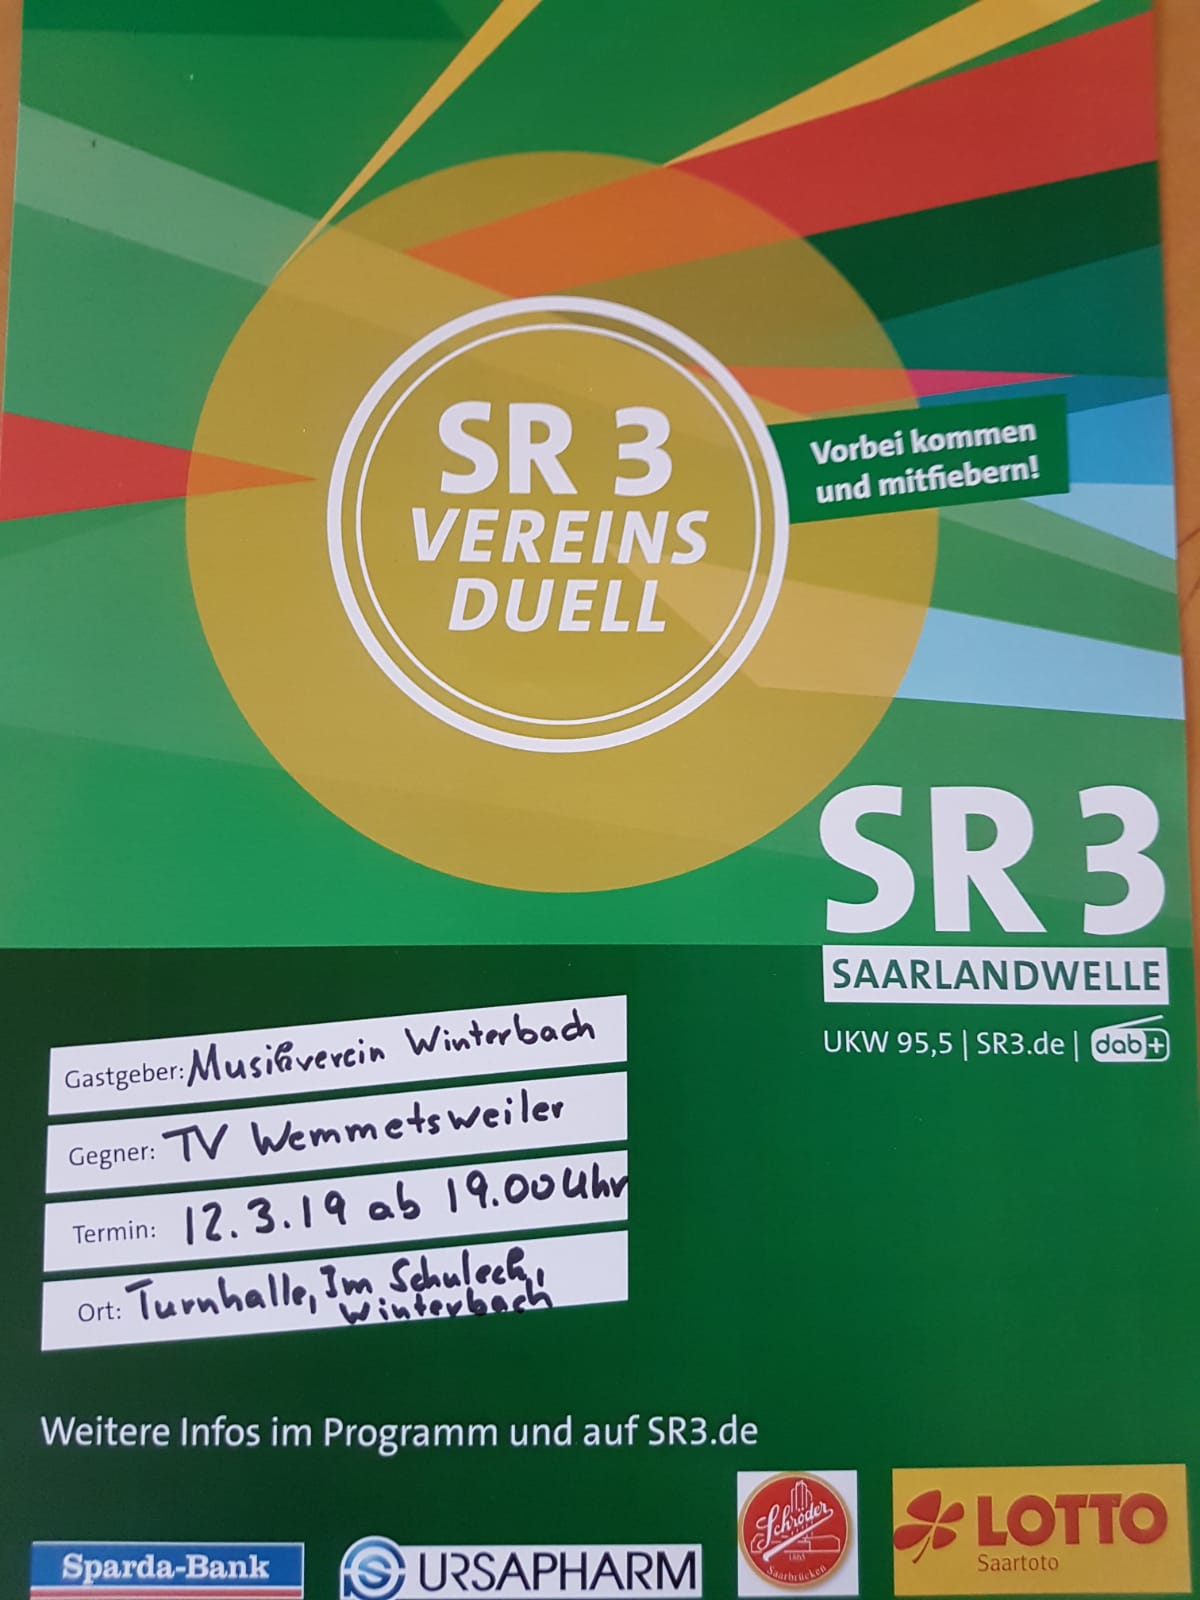 SR 3
VEREINS
DUELL
Vorbei kommen
und mitfiebern!
SR 3
SAARLANDWELLE
UKW 95,5 | SR3.de | dab+
Gastgeber: Musikverein Winterbach
Gegner: TV Wemmetsweiler
Termin: 12.3.19 ab 19.00 Uhr
Ort: Turnhalle, Im Schuleck,
Winterbach
Weitere Infos im Programm und auf SR3.de
Sparda-Bank
URSAPHARM
Schröder
Saarbrücken
LOTTO
Saartoto